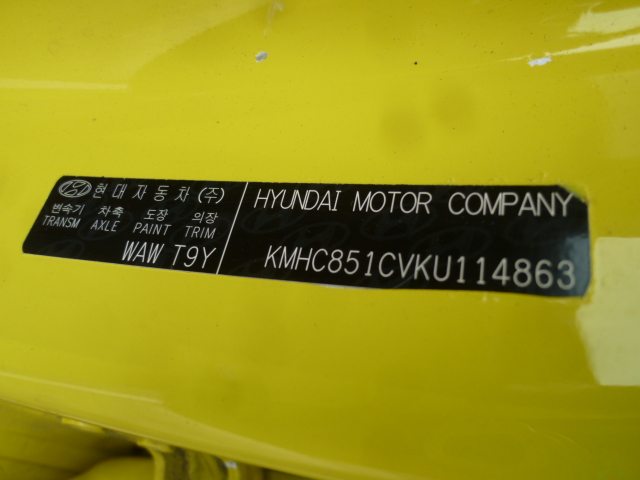 현대자동차(주)
변속기 차축 도장 의장
TRANSM AXLE PAINT TRIM
WAW T9Y
HYUNDAI MOTOR COMPANY
KMHC851CVKU114863